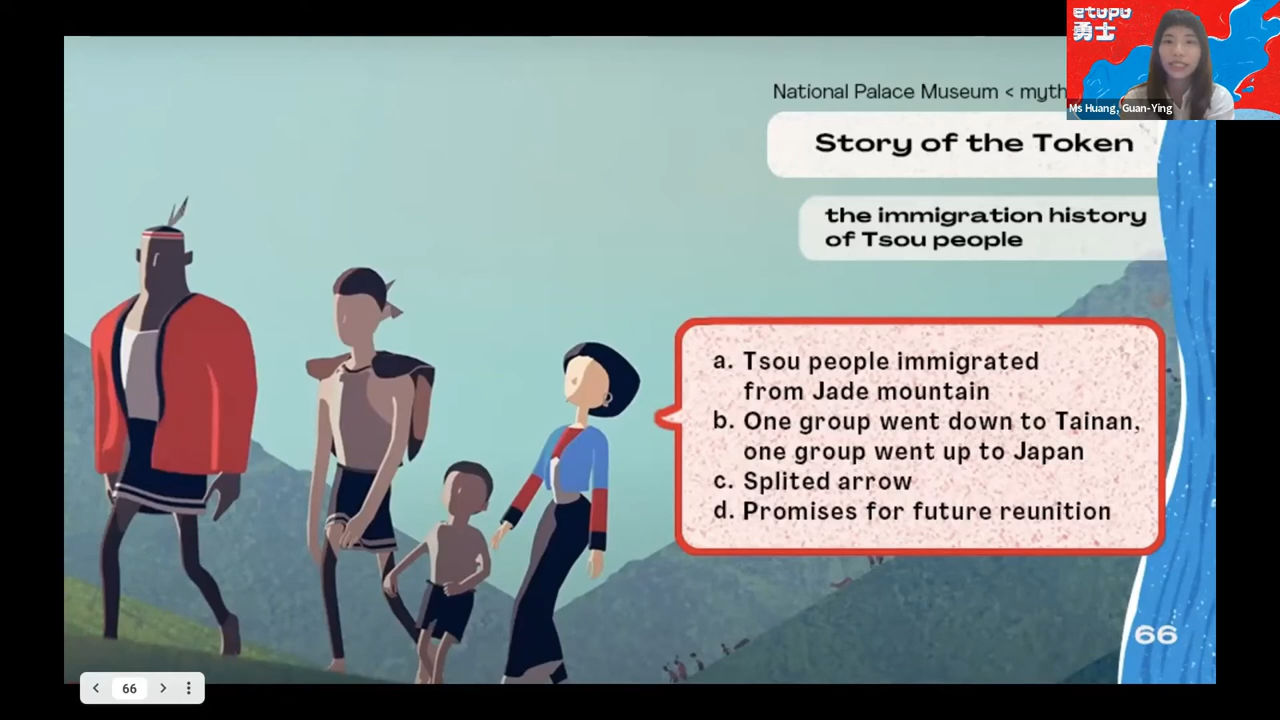 etupu
勇士
Ms Huang, Guan-Ying
National Palace Museum < myth
Story of the Token
the immigration history
of Tsou people
a. Tsou people immigrated
from Jade mountain
b. One group went down to Tainan,
one group went up to Japan
c. Splited arrow
d. Promises for future reunition
66
66